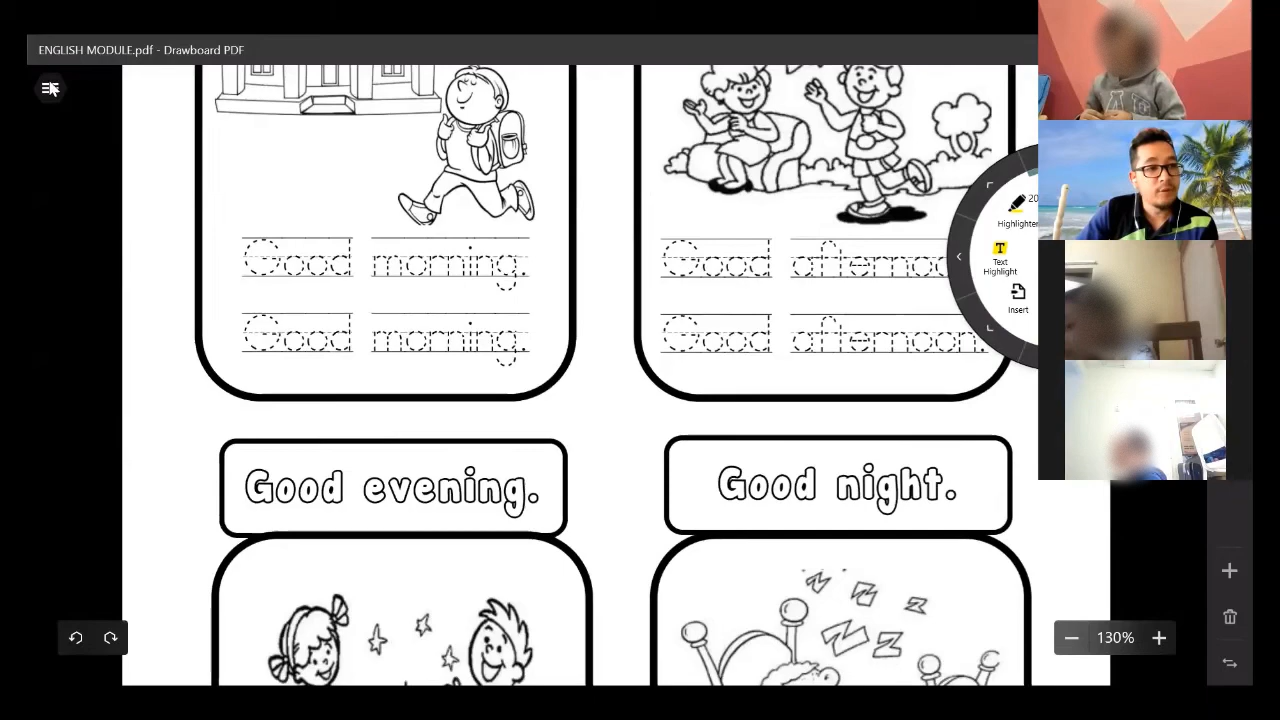 ENGLISH MODULE.pdf - Drawboard PDF
Good morning.
Good morning.
Good afternoon.
20
Highlighter
Text
Highlight
Insert
Good evening.
Good night.
Z Z Z
Z Z
130%